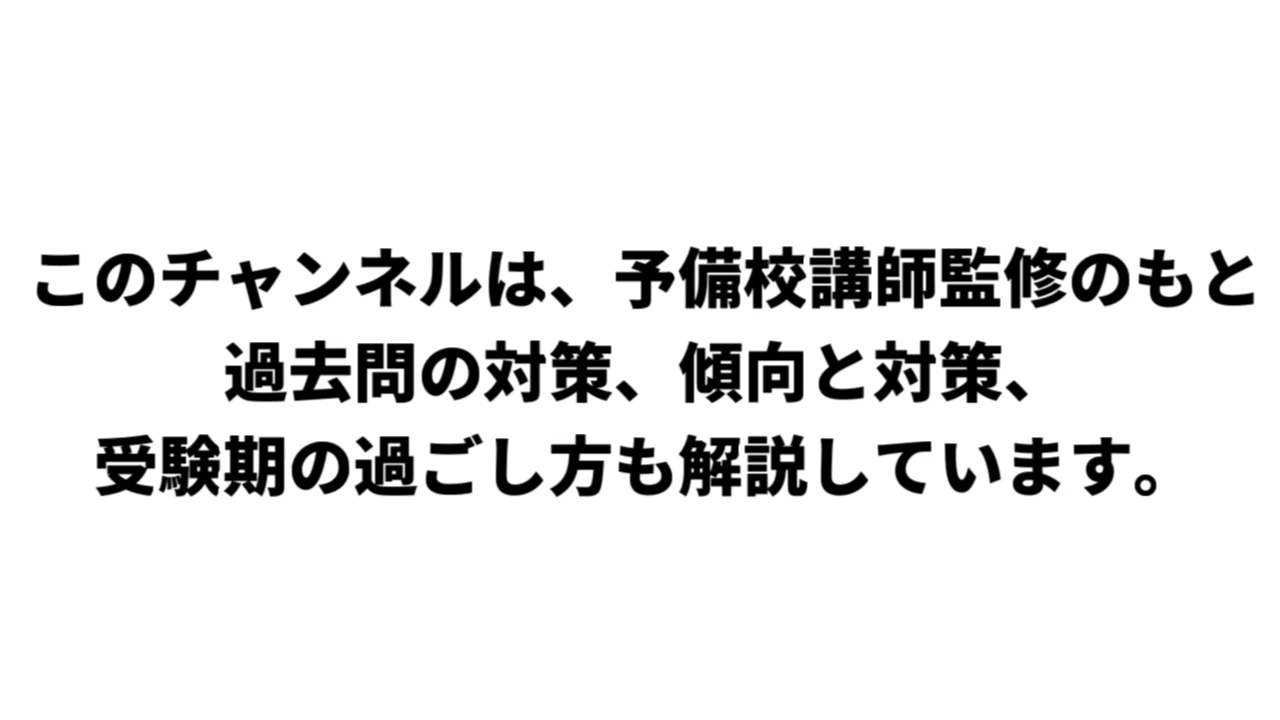 このチャンネルは、予備校講師監修のもと
過去問の対策、傾向と対策、
受験期の過ごし方も解説しています。